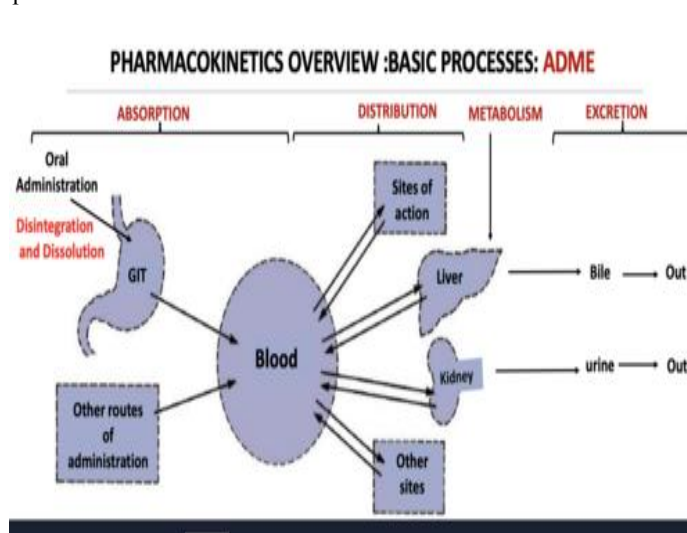 PHARMACOKINETICS OVERVIEW :BASIC PROCESSES: ADME
ABSORPTION
DISTRIBUTION
METABOLISM
EXCRETION
Oral
Administration
Disintegration
and Dissolution
GIT
Sites of
action
Liver
Bile
Out
Blood
Kidney
urine
Out
Other routes
of
administration
Other
sites